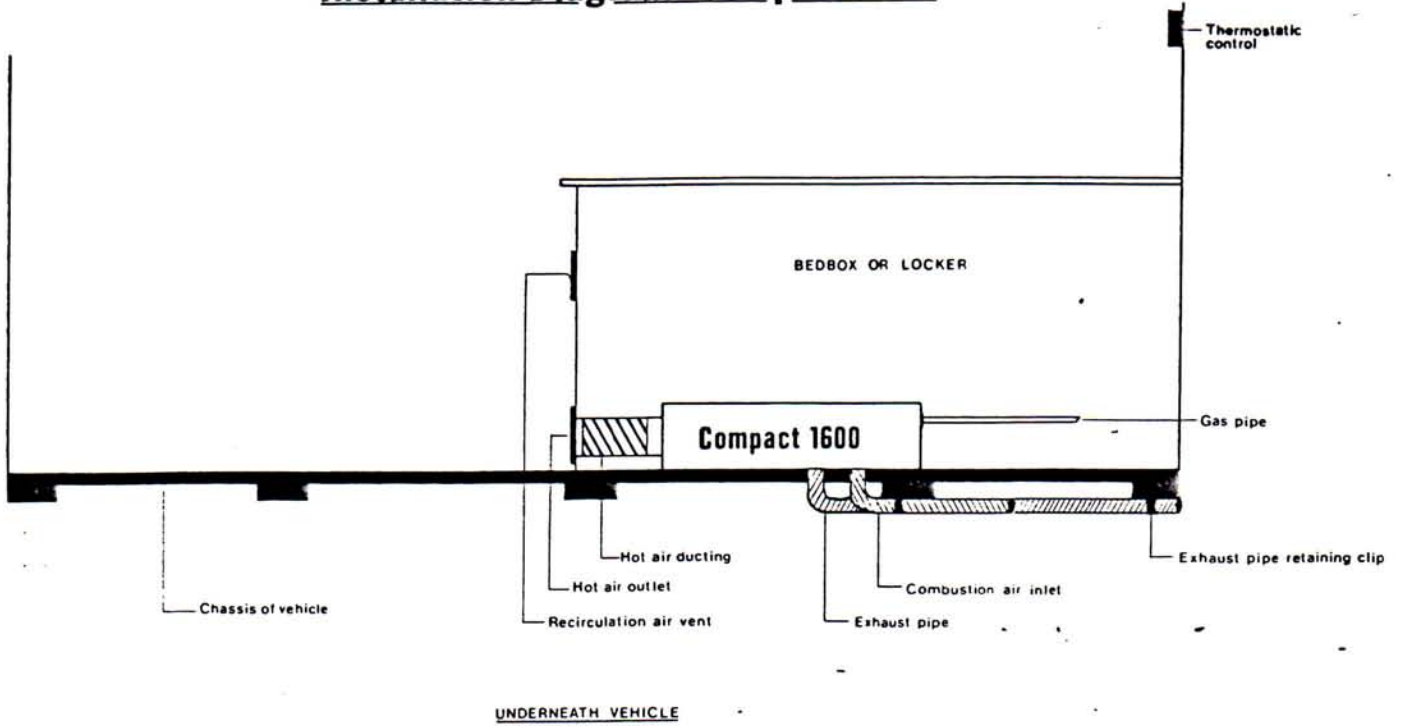 Thermostatic
control
BEDBOX OR LOCKER
Compact 1600
Gas pipe
Hot air ducting
Exhaust pipe retaining clip
Hot air outlet
Combustion air inlet
Chassis of vehicle
Recirculation air vent
Exhaust pipe
UNDERNEATH VEHICLE